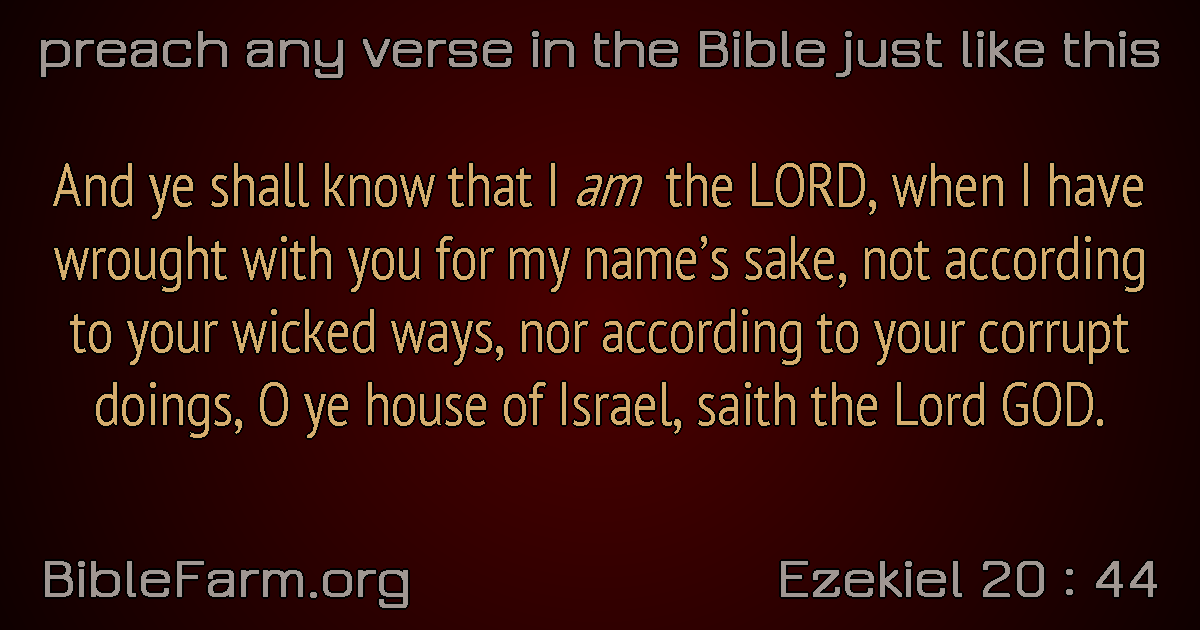 preach any verse in the Bible just like this
And ye shall know that I am the LORD, when I have
wrought with you for my name’s sake, not according
to your wicked ways, nor according to your corrupt
doings, O ye house of Israel, saith the Lord GOD.
BibleFarm.org
Ezekiel 20 : 44